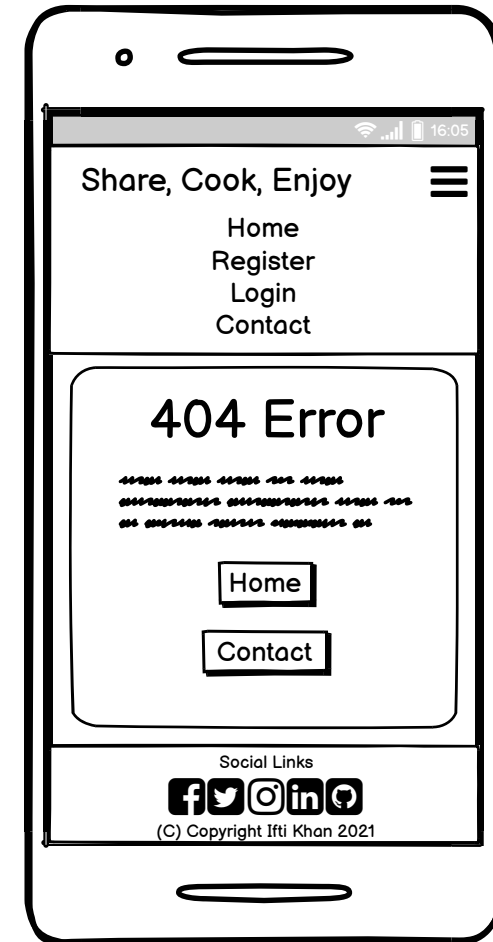 16:05
Share, Cook, Enjoy
Home
Register
Login
Contact
404 Error
Home
Contact
Social Links
(C) Copyright Ifti Khan 2021